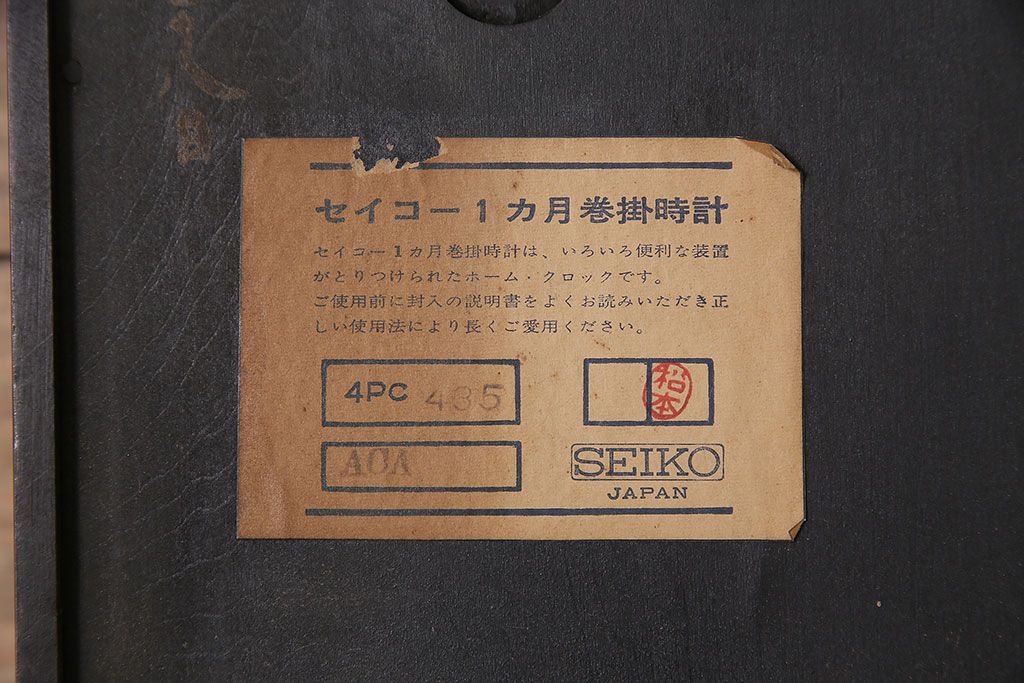 セイコー1カ月巻掛時計
セイコー1カ月巻掛時計は、いろいろ便利な装置
がとりつけられたホーム・クロックです。
ご使用前に封入の説明書をよくお読みいただき正
しい使用法により長くご愛用ください。
4PC 435
松本
SEIKO
JAPAN